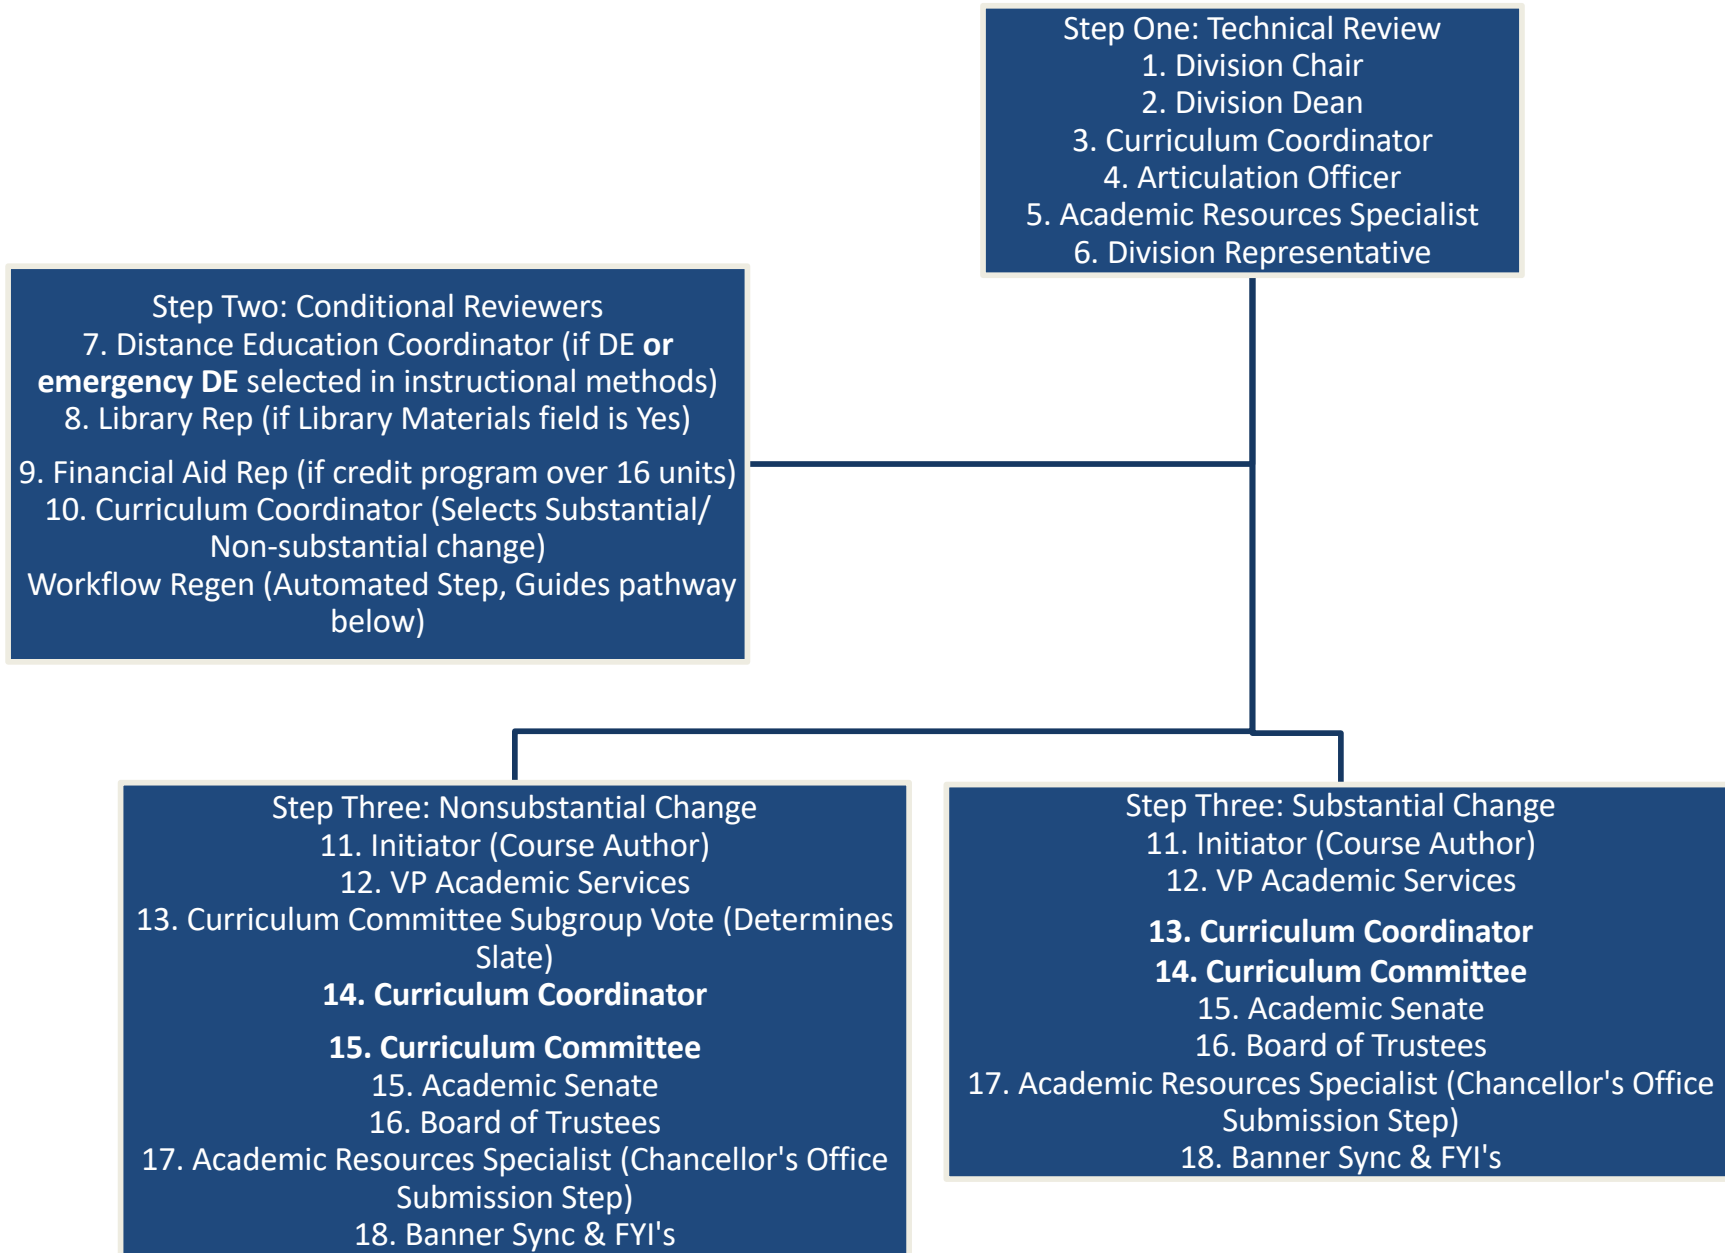 Step One: Technical Review
1. Division Chair
2. Division Dean
3. Curriculum Coordinator
4. Articulation Officer
5. Academic Resources Specialist
6. Division Representative
Step Two: Conditional Reviewers
7. Distance Education Coordinator (if DE or
emergency DE selected in instructional methods)
8. Library Rep (if Library Materials field is Yes)
9. Financial Aid Rep (if credit program over 16 units)
10. Curriculum Coordinator (Selects Substantial/
Non-substantial change)
Workflow Regen (Automated Step, Guides pathway
below)
Step Three: Nonsubstantial Change
11. Initiator (Course Author)
12. VP Academic Services
13. Curriculum Committee Subgroup Vote (Determines
Slate)
14. Curriculum Coordinator
15. Curriculum Committee
15. Academic Senate
16. Board of Trustees
17. Academic Resources Specialist (Chancellor's Office
Submission Step)
18. Banner Sync & FYI's
Step Three: Substantial Change
11. Initiator (Course Author)
12. VP Academic Services
13. Curriculum Coordinator
14. Curriculum Committee
15. Academic Senate
16. Board of Trustees
17. Academic Resources Specialist (Chancellor's Office
Submission Step)
18. Banner Sync & FYI's